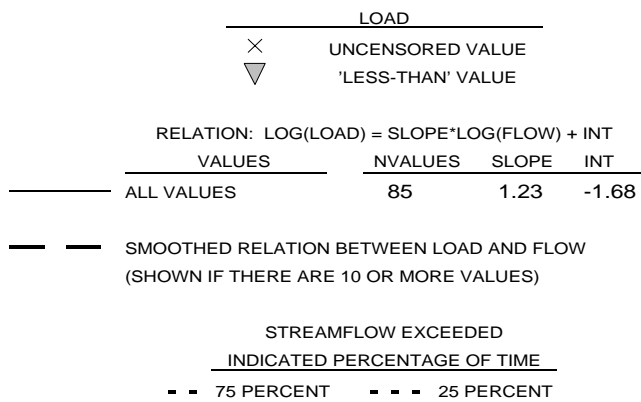 LOAD
UNCENSORED VALUE
'LESS-THAN' VALUE
RELATION: LOG(LOAD) = SLOPE*LOG(FLOW) + INT
VALUES NVALUES SLOPE INT
ALL VALUES 85 1.23 -1.68
SMOOTHED RELATION BETWEEN LOAD AND FLOW
(SHOWN IF THERE ARE 10 OR MORE VALUES)
STREAMFLOW EXCEEDED
INDICATED PERCENTAGE OF TIME
75 PERCENT 25 PERCENT